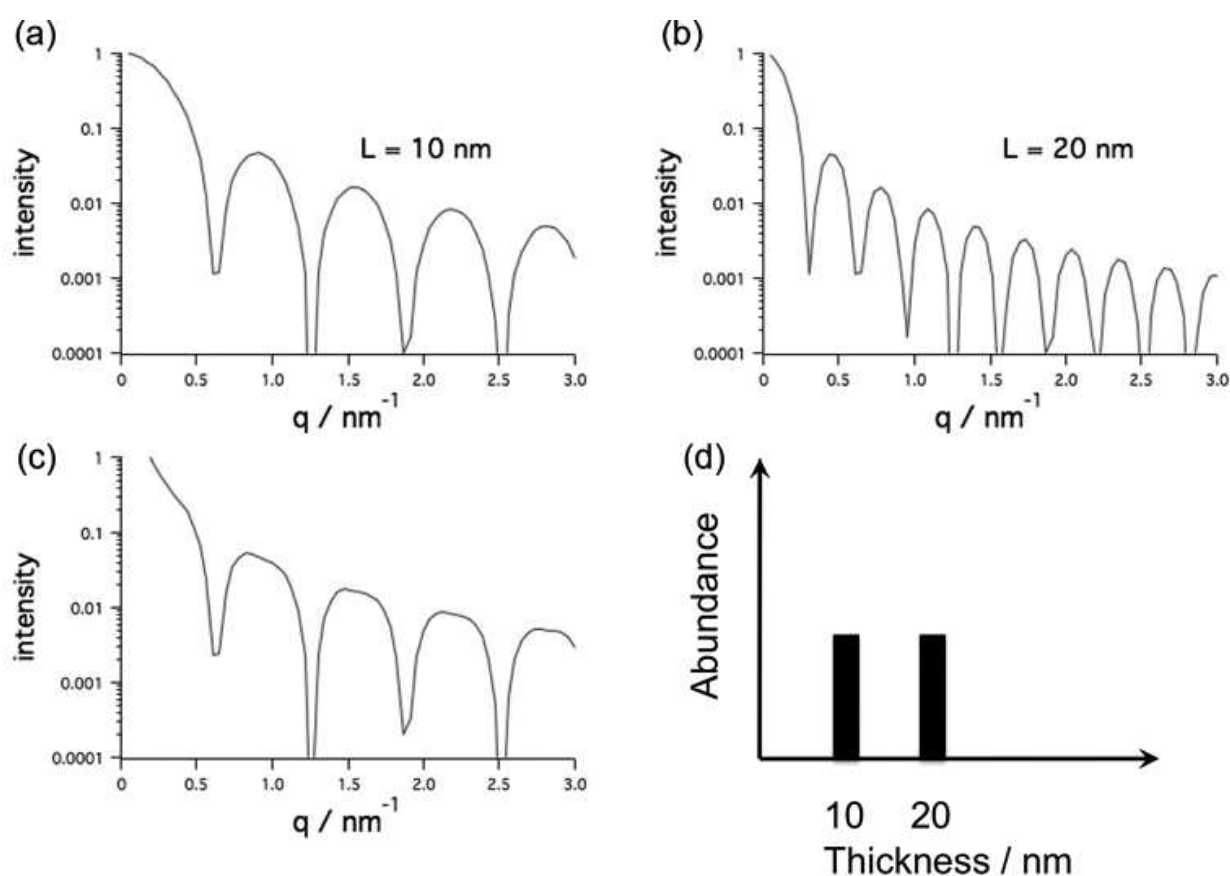 (a)
1
0.1
0.01
0.001
0.0001
intensity
L = 10 nm
0 0.5 1.0 1.5 2.0 2.5 3.0
q / nm⁻¹
(b)
1
0.1
0.01
0.001
0.0001
intensity
L = 20 nm
0 0.5 1.0 1.5 2.0 2.5 3.0
q / nm⁻¹
(c)
1
0.1
0.01
0.001
0.0001
intensity
0 0.5 1.0 1.5 2.0 2.5 3.0
q / nm⁻¹
(d)
Abundance
10 20
Thickness / nm